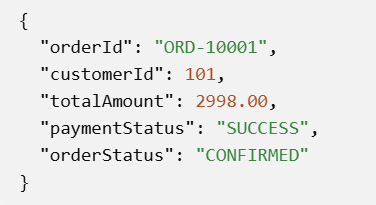 {
  "orderId": "ORD-10001",
  "customerId": 101,
  "totalAmount": 2998.00,
  "paymentStatus": "SUCCESS",
  "orderStatus": "CONFIRMED"
}